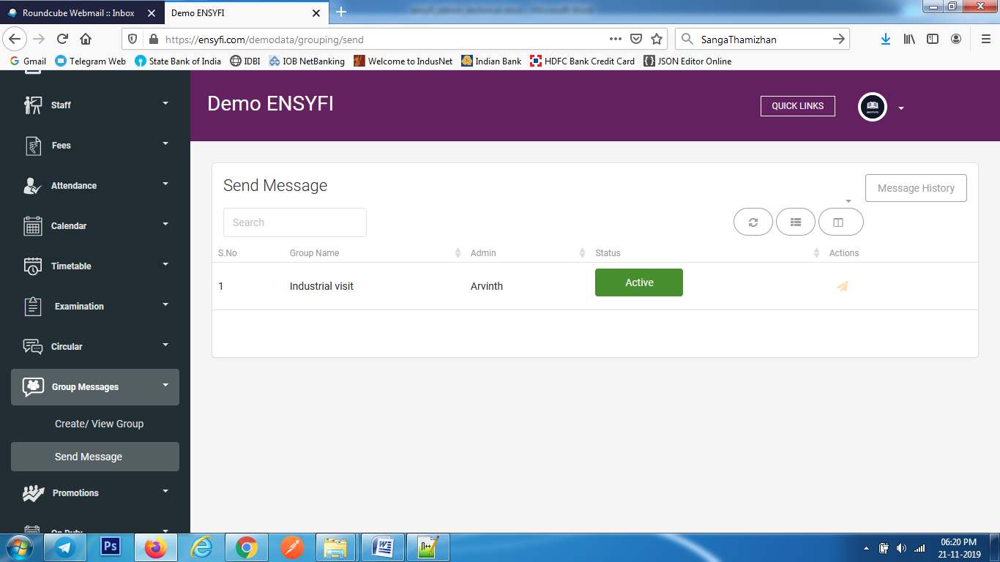 Roundcube Webmail :: Inbox
Demo ENSYFI
https://ensyfi.com/demodata/grouping/send
SangaThamizhan
Gmail
Telegram Web
State Bank of India
IDBI
IOB NetBanking
Welcome to IndusNet
Indian Bank
HDFC Bank Credit Card
JSON Editor Online
Staff
Fees
Attendance
Calendar
Timetable
Examination
Circular
Group Messages
Create/ View Group
Send Message
Promotions
On Duty
Demo ENSYFI
QUICK LINKS
Send Message
Message History
Search
S.No Group Name Admin Status Actions
1 Industrial visit Arvinth Active
Ps
06:20 PM
21-11-2019